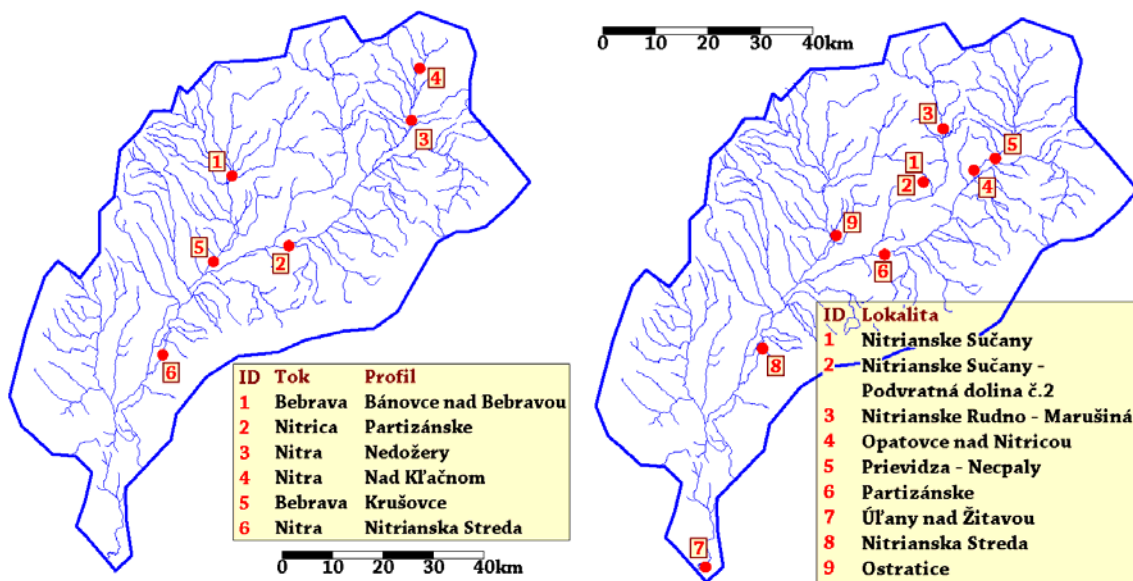 4
3
1
5
2
6
ID Tok Profil
1 Bebrava Bánovce nad Bebravou
2 Nitrica Partizánske
3 Nitra Nedožery
4 Nitra Nad Kľačnom
5 Bebrava Krušovce
6 Nitra Nitrianska Streda
0 10 20 30 40km
0 10 20 30 40km
3
5
1
2
4
9
6
8
7
ID Lokalita
1 Nitrianske Sučany
2 Nitrianske Sučany -
Podvratná dolina č.2
3 Nitrianske Rudno - Marušiná
4 Opatovce nad Nitricou
5 Prievidza - Necpaly
6 Partizánske
7 Úľany nad Žitavou
8 Nitrianska Streda
9 Ostratice